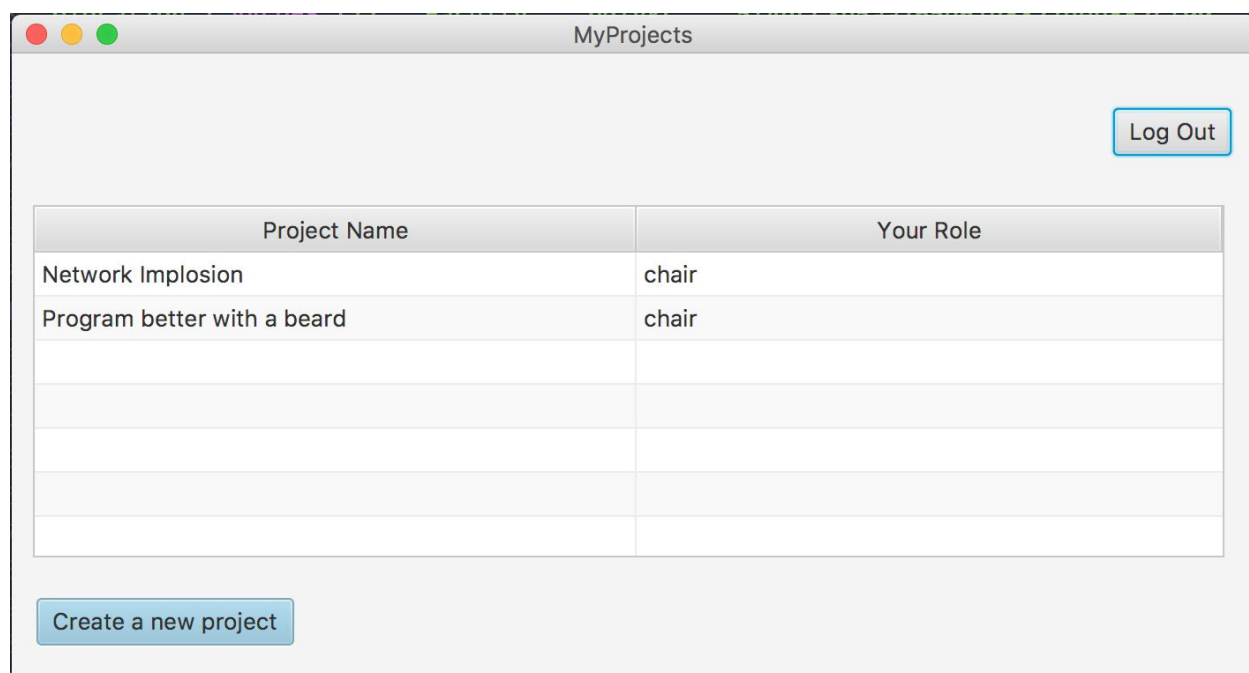 MyProjects
Log Out
Project Name Your Role
Network Implosion chair
Program better with a beard chair
Create a new project